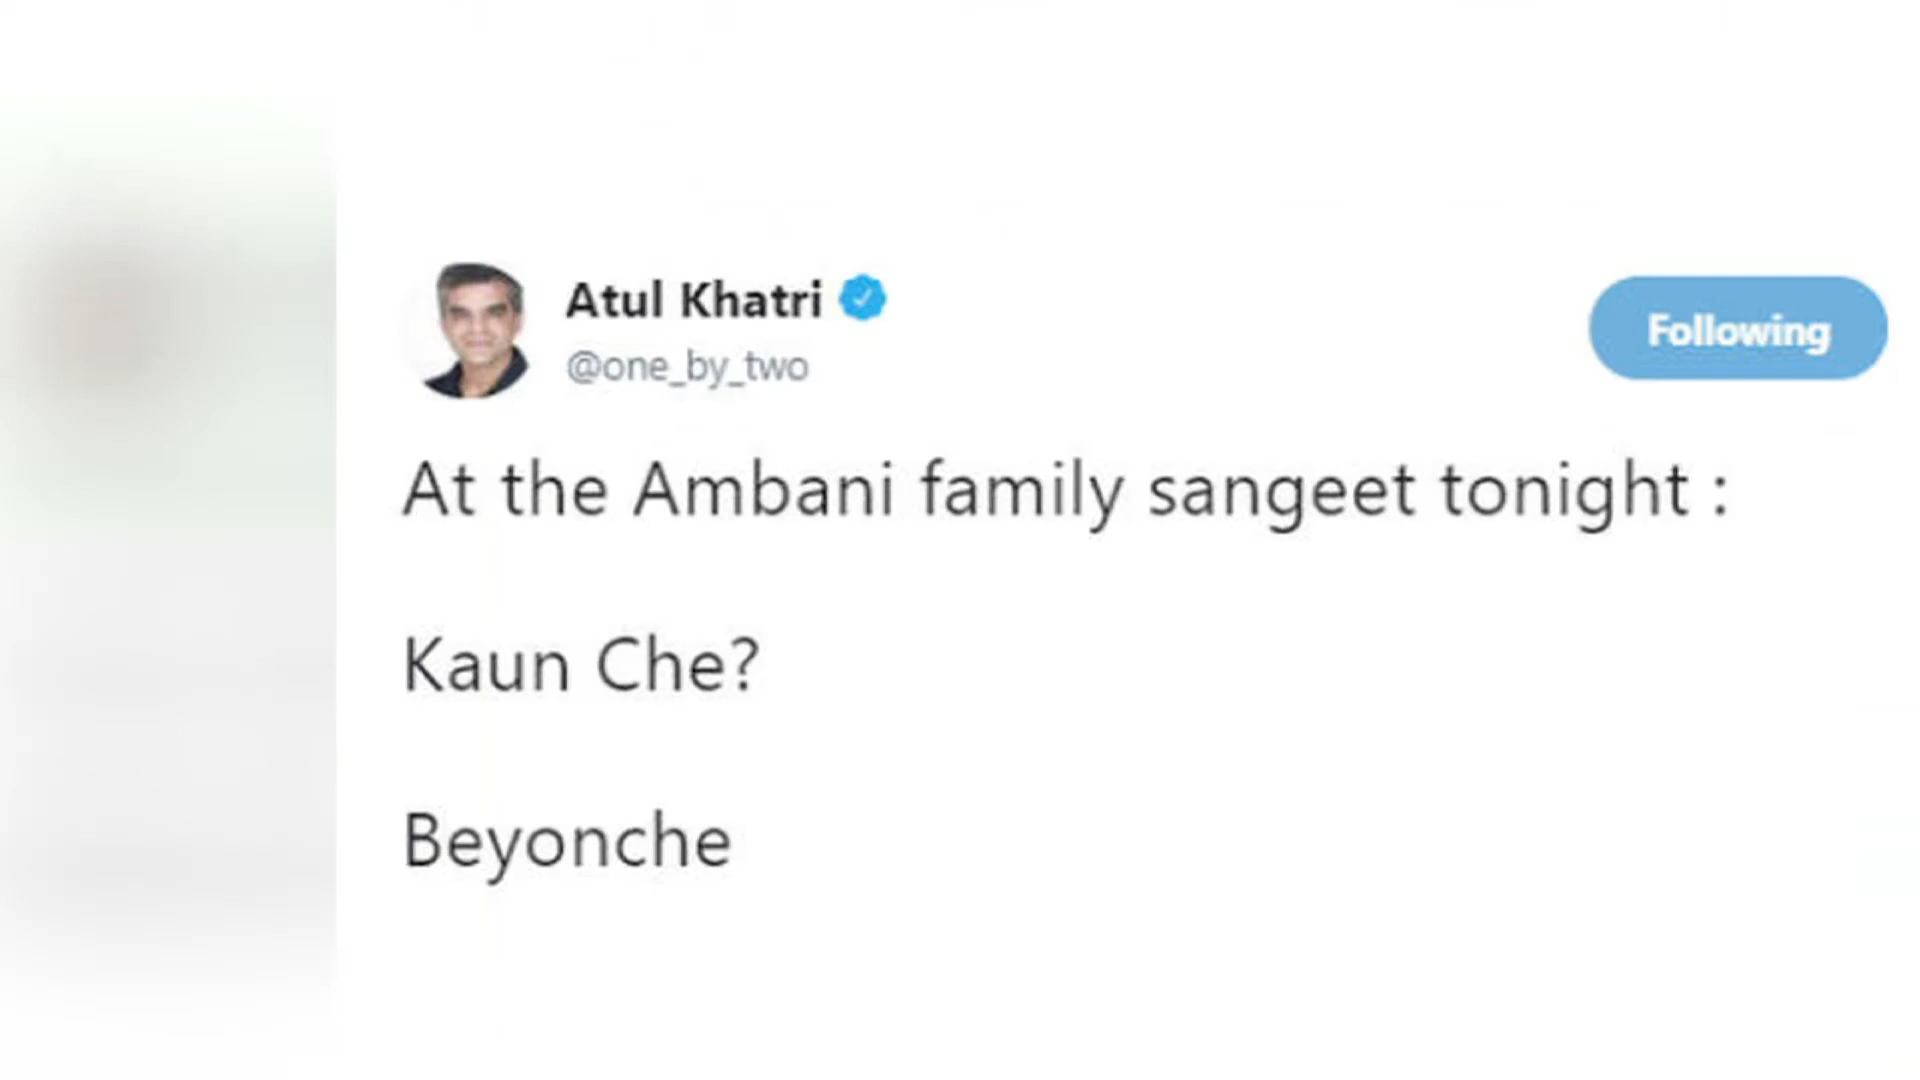 Atul Khatri
@one_by_two
Following
At the Ambani family sangeet tonight :
Kaun Che?
Beyonche